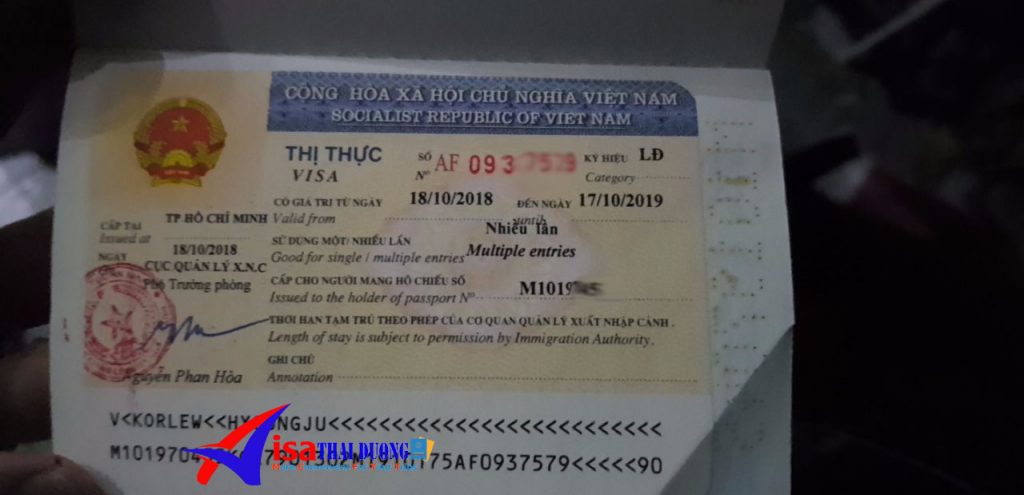 CỘNG HÒA XÃ HỘI CHỦ NGHĨA VIỆT NAM
SOCIALIST REPUBLIC OF VIET NAM
THỊ THỰC
VISA
SỐ
Nº
AF 093
KÝ HIỆU LĐ
Category
CÓ GIÁ TRỊ TỪ NGÀY 18/10/2018 ĐẾN NGÀY 17/10/2019
Valid from until
CẤP TẠI TP HỒ CHÍ MINH
Issued at
NGÀY 18/10/2018
CỤC QUẢN LÝ X.N.C
Phó Trưởng phòng
Nguyễn Phan Hòa
SỬ DỤNG MỘT/ NHIỀU LẦN Nhiều lần
Good for single / multiple entries Multiple entries
CẤP CHO NGƯỜI MANG HỘ CHIẾU SỐ
Issued to the holder of passport Nº M101
THỜI HẠN TẠM TRÚ THEO PHÉP CỦA CƠ QUAN QUẢN LÝ XUẤT NHẬP CẢNH .
Length of stay is subject to permission by Immigration Authority.
GHI CHÚ
Annotation
V<KORLEW<<
NGJU<<<<<<<<<<<<<<<<<<<<<<<<<<
<<<<<90
Visa THÁI DƯƠNG